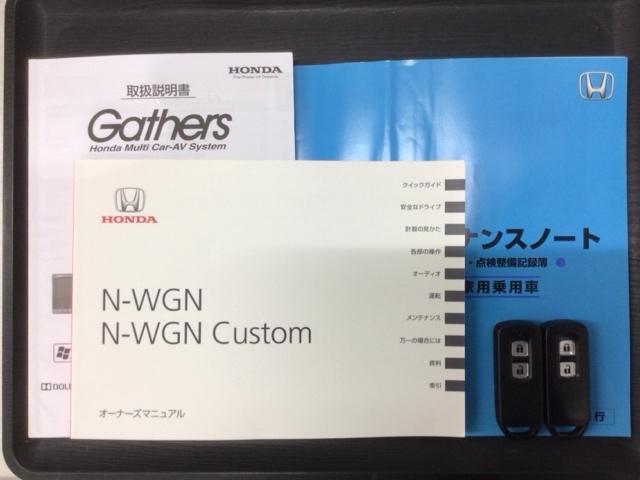 HONDA
The Power of Dreams
取扱説明書
Gathers
Honda Multi Car-AV System
DOL
HONDA
N-WGN
N-WGN Custom
オーナーズマニュアル
クイックガイド
安全なドライブ
計器の見かた
各部の操作
オーディオ
運転
メンテナンス
万一の場合には
資料
索引
ナンスノート
・点検整備記録簿
家用乗用車
行